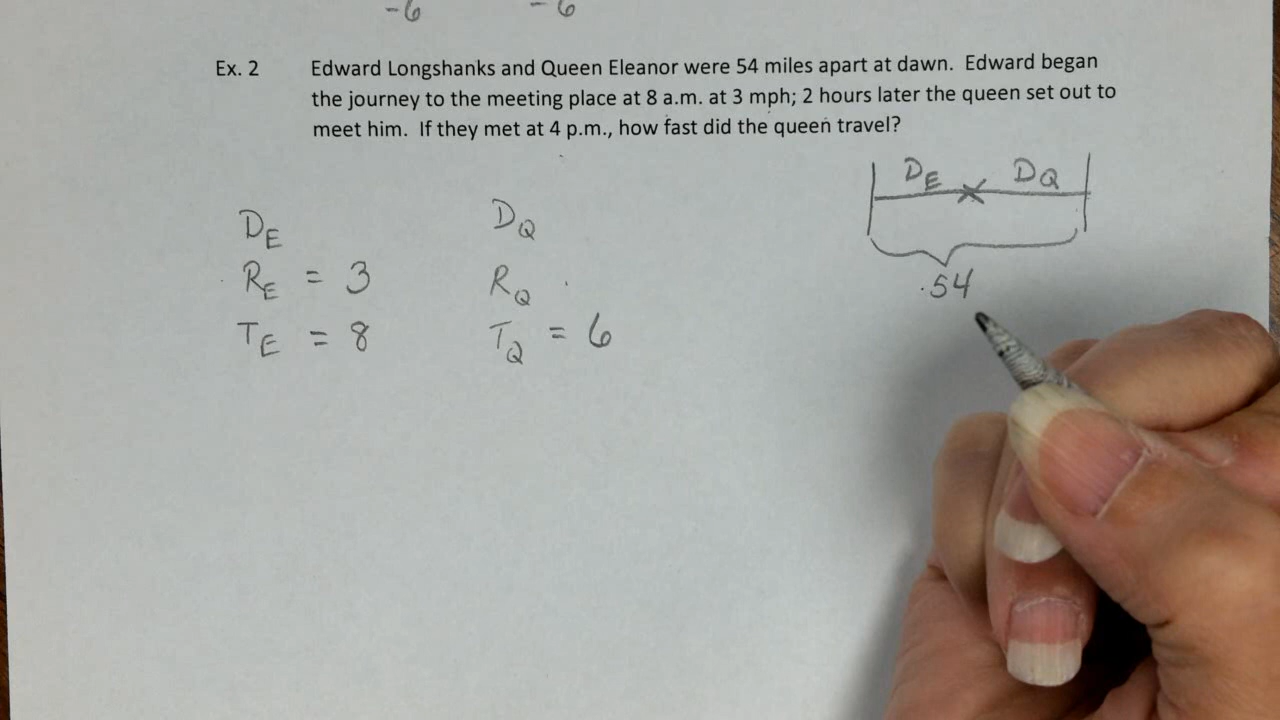 -6 -6
Ex. 2 Edward Longshanks and Queen Eleanor were 54 miles apart at dawn. Edward began
the journey to the meeting place at 8 a.m. at 3 mph; 2 hours later the queen set out to
meet him. If they met at 4 p.m., how fast did the queen travel?
D_E D_Q
D_E D_Q
R_E = 3 R_Q
.54
T_E = 8 T_Q = 6